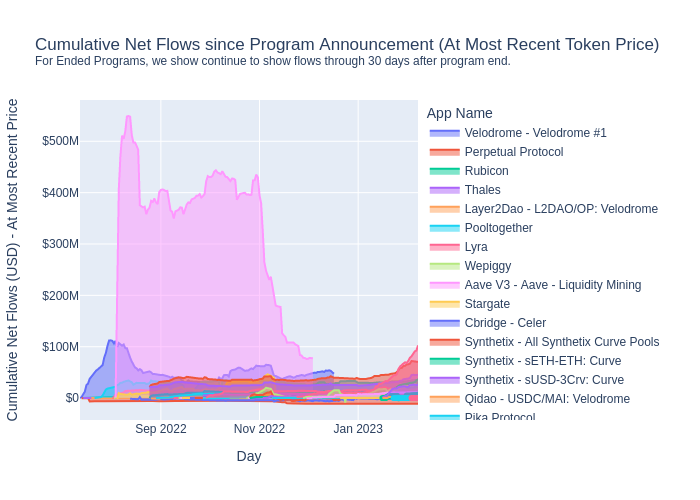 Cumulative Net Flows since Program Announcement (At Most Recent Token Price)
For Ended Programs, we show continue to show flows through 30 days after program end.
Cumulative Net Flows (USD) - At Most Recent Price
$500M
$400M
$300M
$200M
$100M
$0
Sep 2022
Nov 2022
Jan 2023
Day
App Name
Velodrome - Velodrome #1
Perpetual Protocol
Rubicon
Thales
Layer2Dao - L2DAO/OP: Velodrome
Pooltogether
Lyra
Wepiggy
Aave V3 - Aave - Liquidity Mining
Stargate
Cbridge - Celer
Synthetix - All Synthetix Curve Pools
Synthetix - sETH-ETH: Curve
Synthetix - sUSD-3Crv: Curve
Qidao - USDC/MAI: Velodrome
Pika Protocol